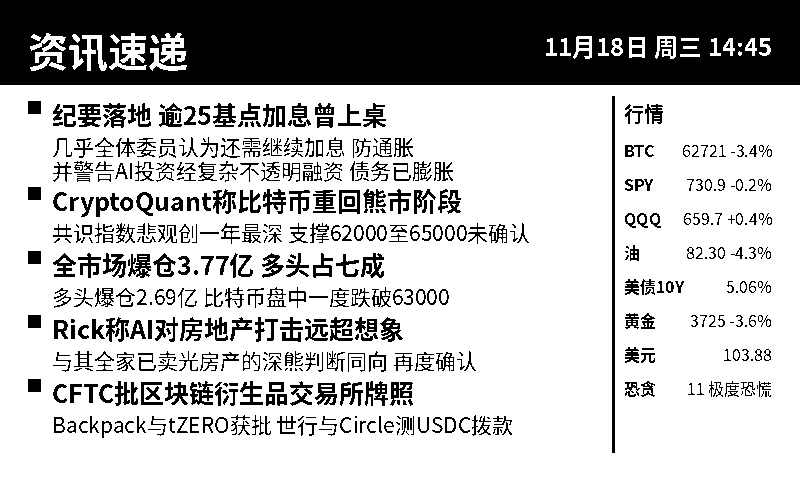 资讯速递
11月18日 周三 14:45
纪要落地 逾25基点加息曾上桌
几乎全体委员认为还需继续加息 防通胀
并警告AI投资经复杂不透明融资 债务已膨胀
CryptoQuant称比特币重回熊市阶段
共识指数悲观创一年最深 支撑62000至65000未确认
全市场爆仓3.77亿 多头占七成
多头爆仓2.69亿 比特币盘中一度跌破63000
Rick称AI对房地产打击远超想象
与其全家已卖光房产的深熊判断同向 再度确认
CFTC批区块链衍生品交易所牌照
Backpack与tZERO获批 世行与Circle测USDC拨款
行情
BTC 62721 -3.4%
SPY 730.9 -0.2%
QQQ 659.7 +0.4%
油 82.30 -4.3%
美债10Y 5.06%
黄金 3725 -3.6%
美元 103.88
恐贪 11 极度恐慌